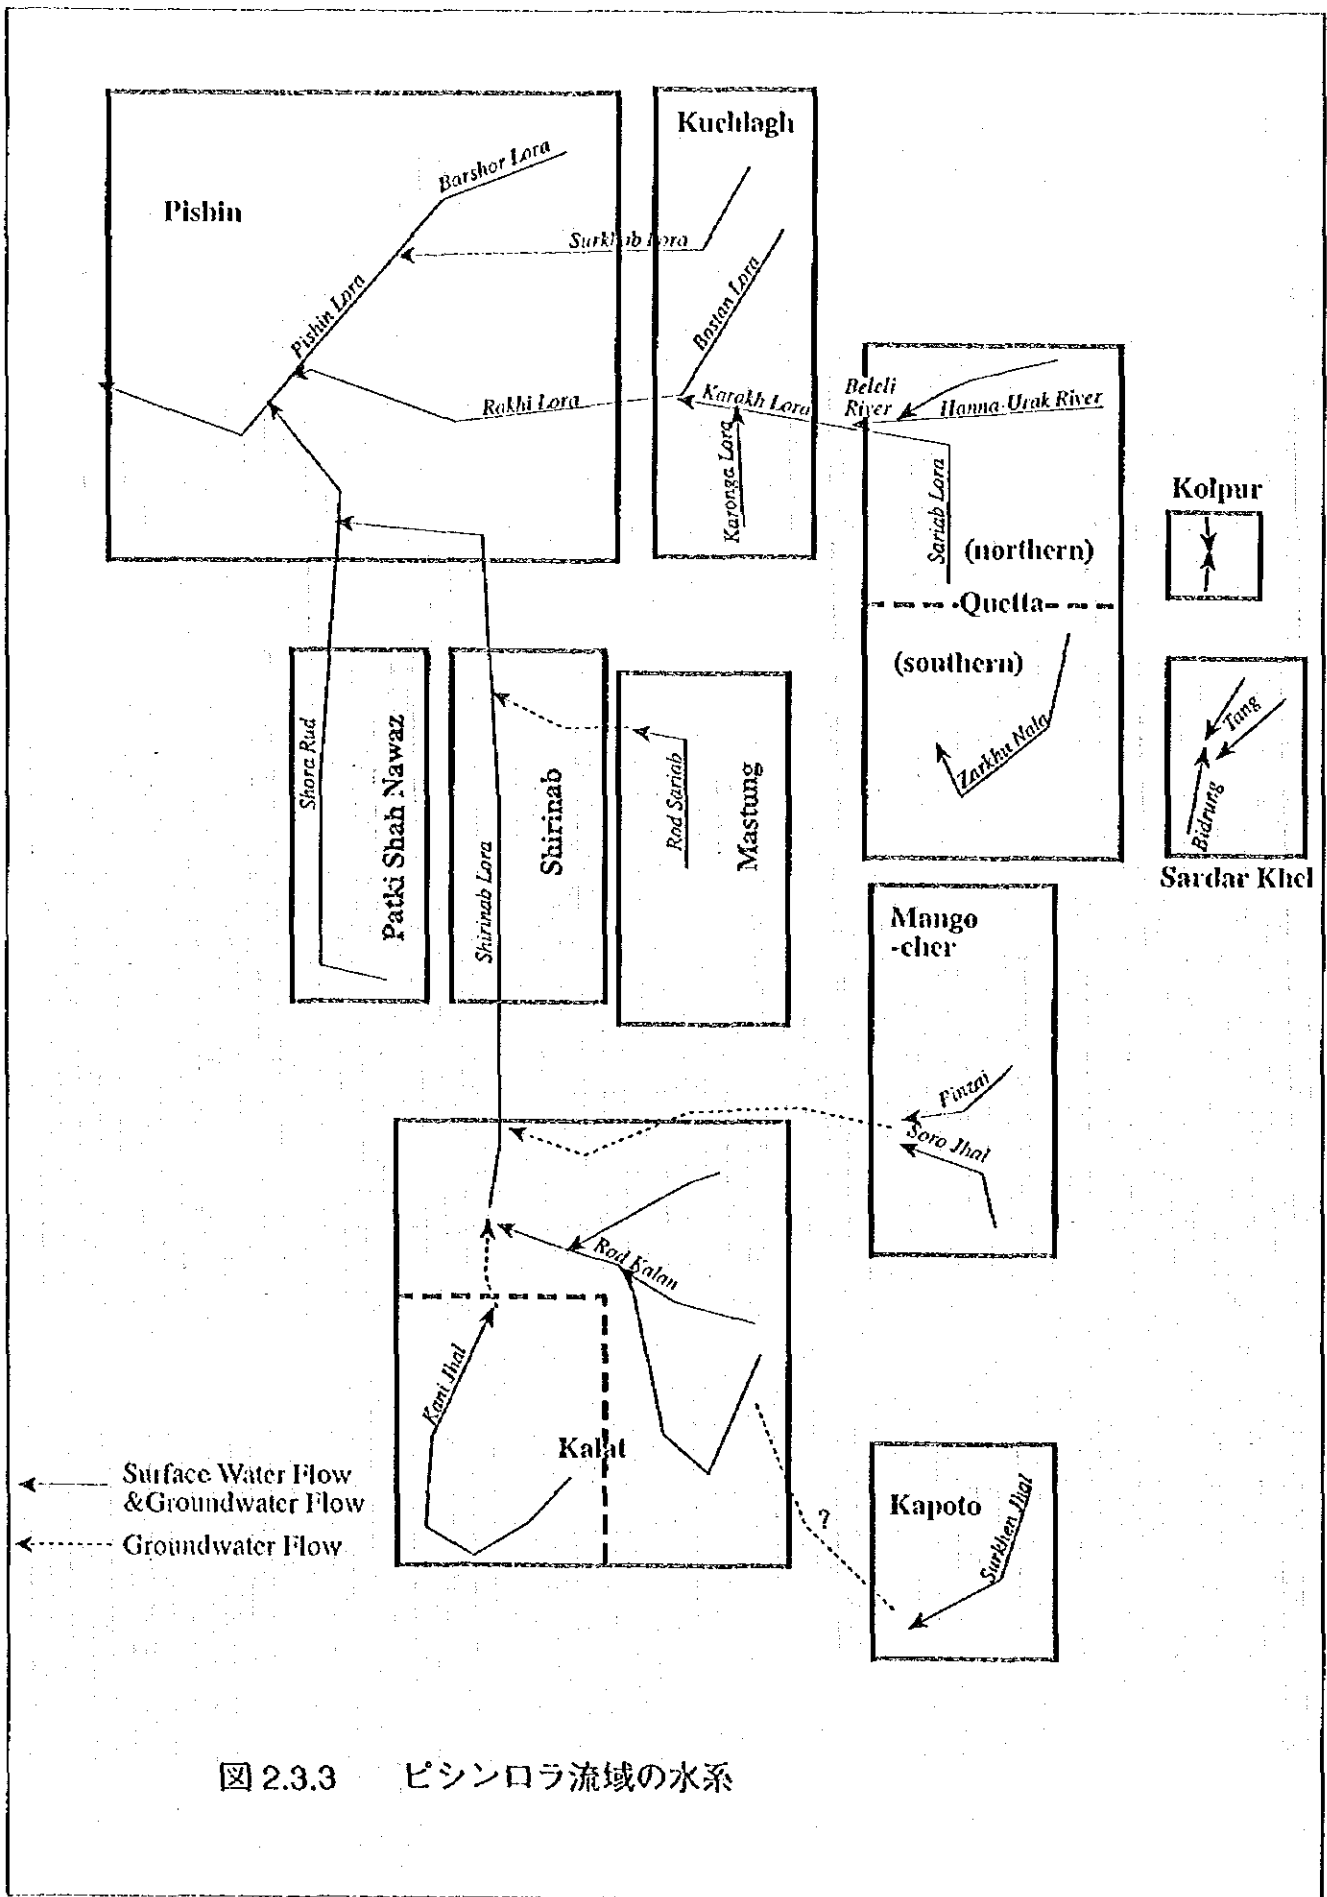 Kuchlagh
Pishin
Barshor Lora
Surkhab Lora
Pishin Lora
Bostan Lora
Rakhi Lora
Karakh Lora
Karonga Lora
Beleli
River
Hanna-Urak River
Sariab Lora
(northern)
Quetta
(southern)
Zarkhu Nala
Kolpur
Tang
Bidrung
Sardar Khel
Shora Rud
Patki Shah Nawaz
Shirinab Lora
Shirinab
Rod Sariab
Mastung
Mango
-cher
Pinzai
Soro Jhal
Rod Kalan
Kani Jhal
Kalat
?
Kapoto
Surkhen Jhal
Surface Water Flow
&Groundwater Flow
Groundwater Flow
図 2.3.3 ピシンロラ流域の水系